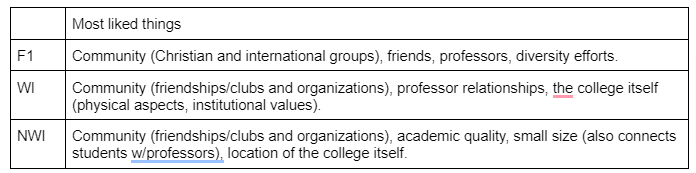 Most liked things
F1 Community (Christian and international groups), friends, professors, diversity efforts.
WI Community (friendships/clubs and organizations), professor relationships, the college itself
(physical aspects, institutional values).
NWI Community (friendships/clubs and organizations), academic quality, small size (also connects
students w/professors), location of the college itself.